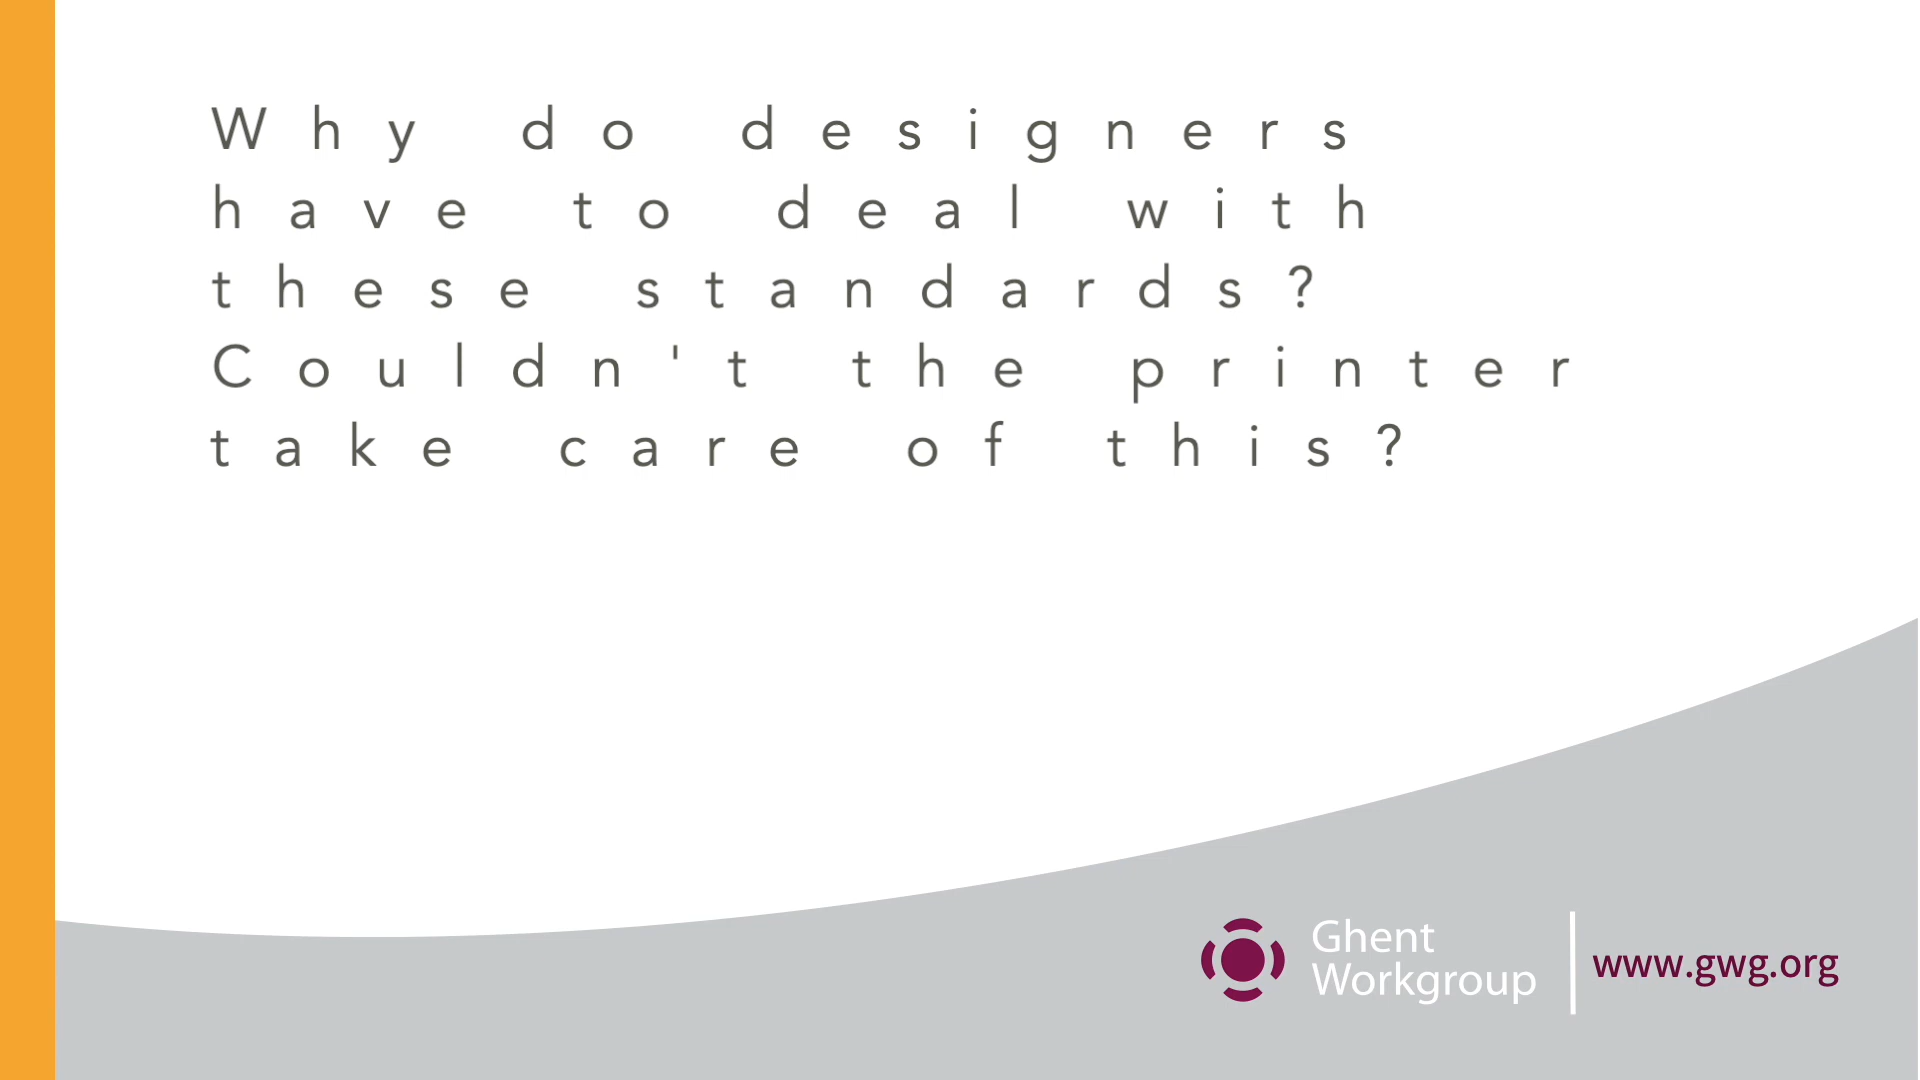 Why do designers
have to deal with
these standards?
Couldn't the printer
take care of this?
Ghent
Workgroup
www.gwg.org